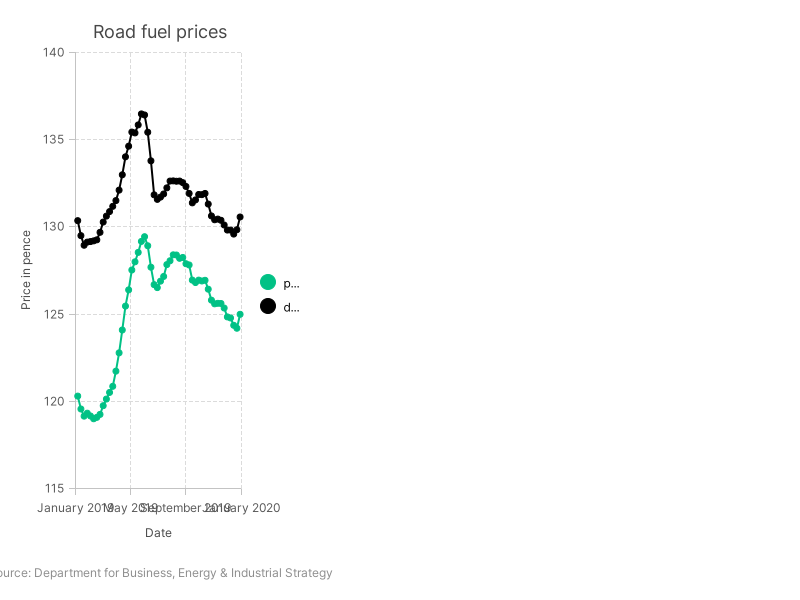 Road fuel prices
140
135
130
125
120
115
Price in pence
p...
d...
January 2019
May 2019
September 2019
January 2020
Date
ource: Department for Business, Energy & Industrial Strategy